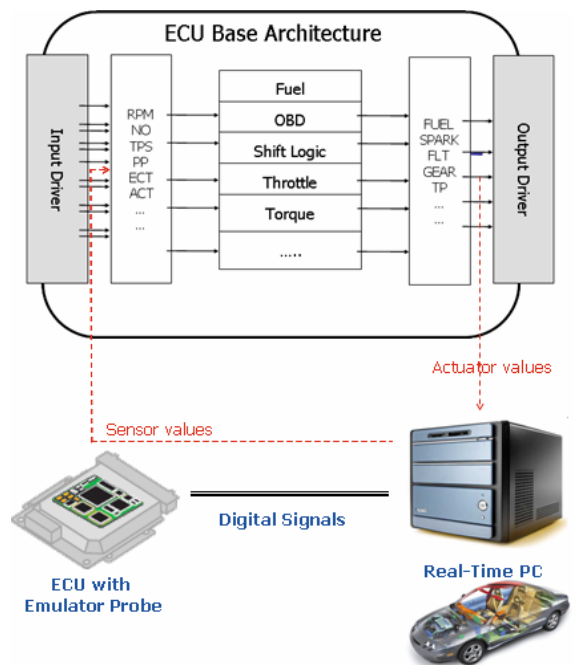 ECU Base Architecture
Input Driver
RPM
NO
TPS
PP
ECT
ACT
...
...
Fuel
OBD
Shift Logic
Throttle
Torque
.....
FUEL
SPARK
FLT
GEAR
TP
...
...
Output Driver
Actuator values
Sensor values
Digital Signals
ECU with
Emulator Probe
Real-Time PC